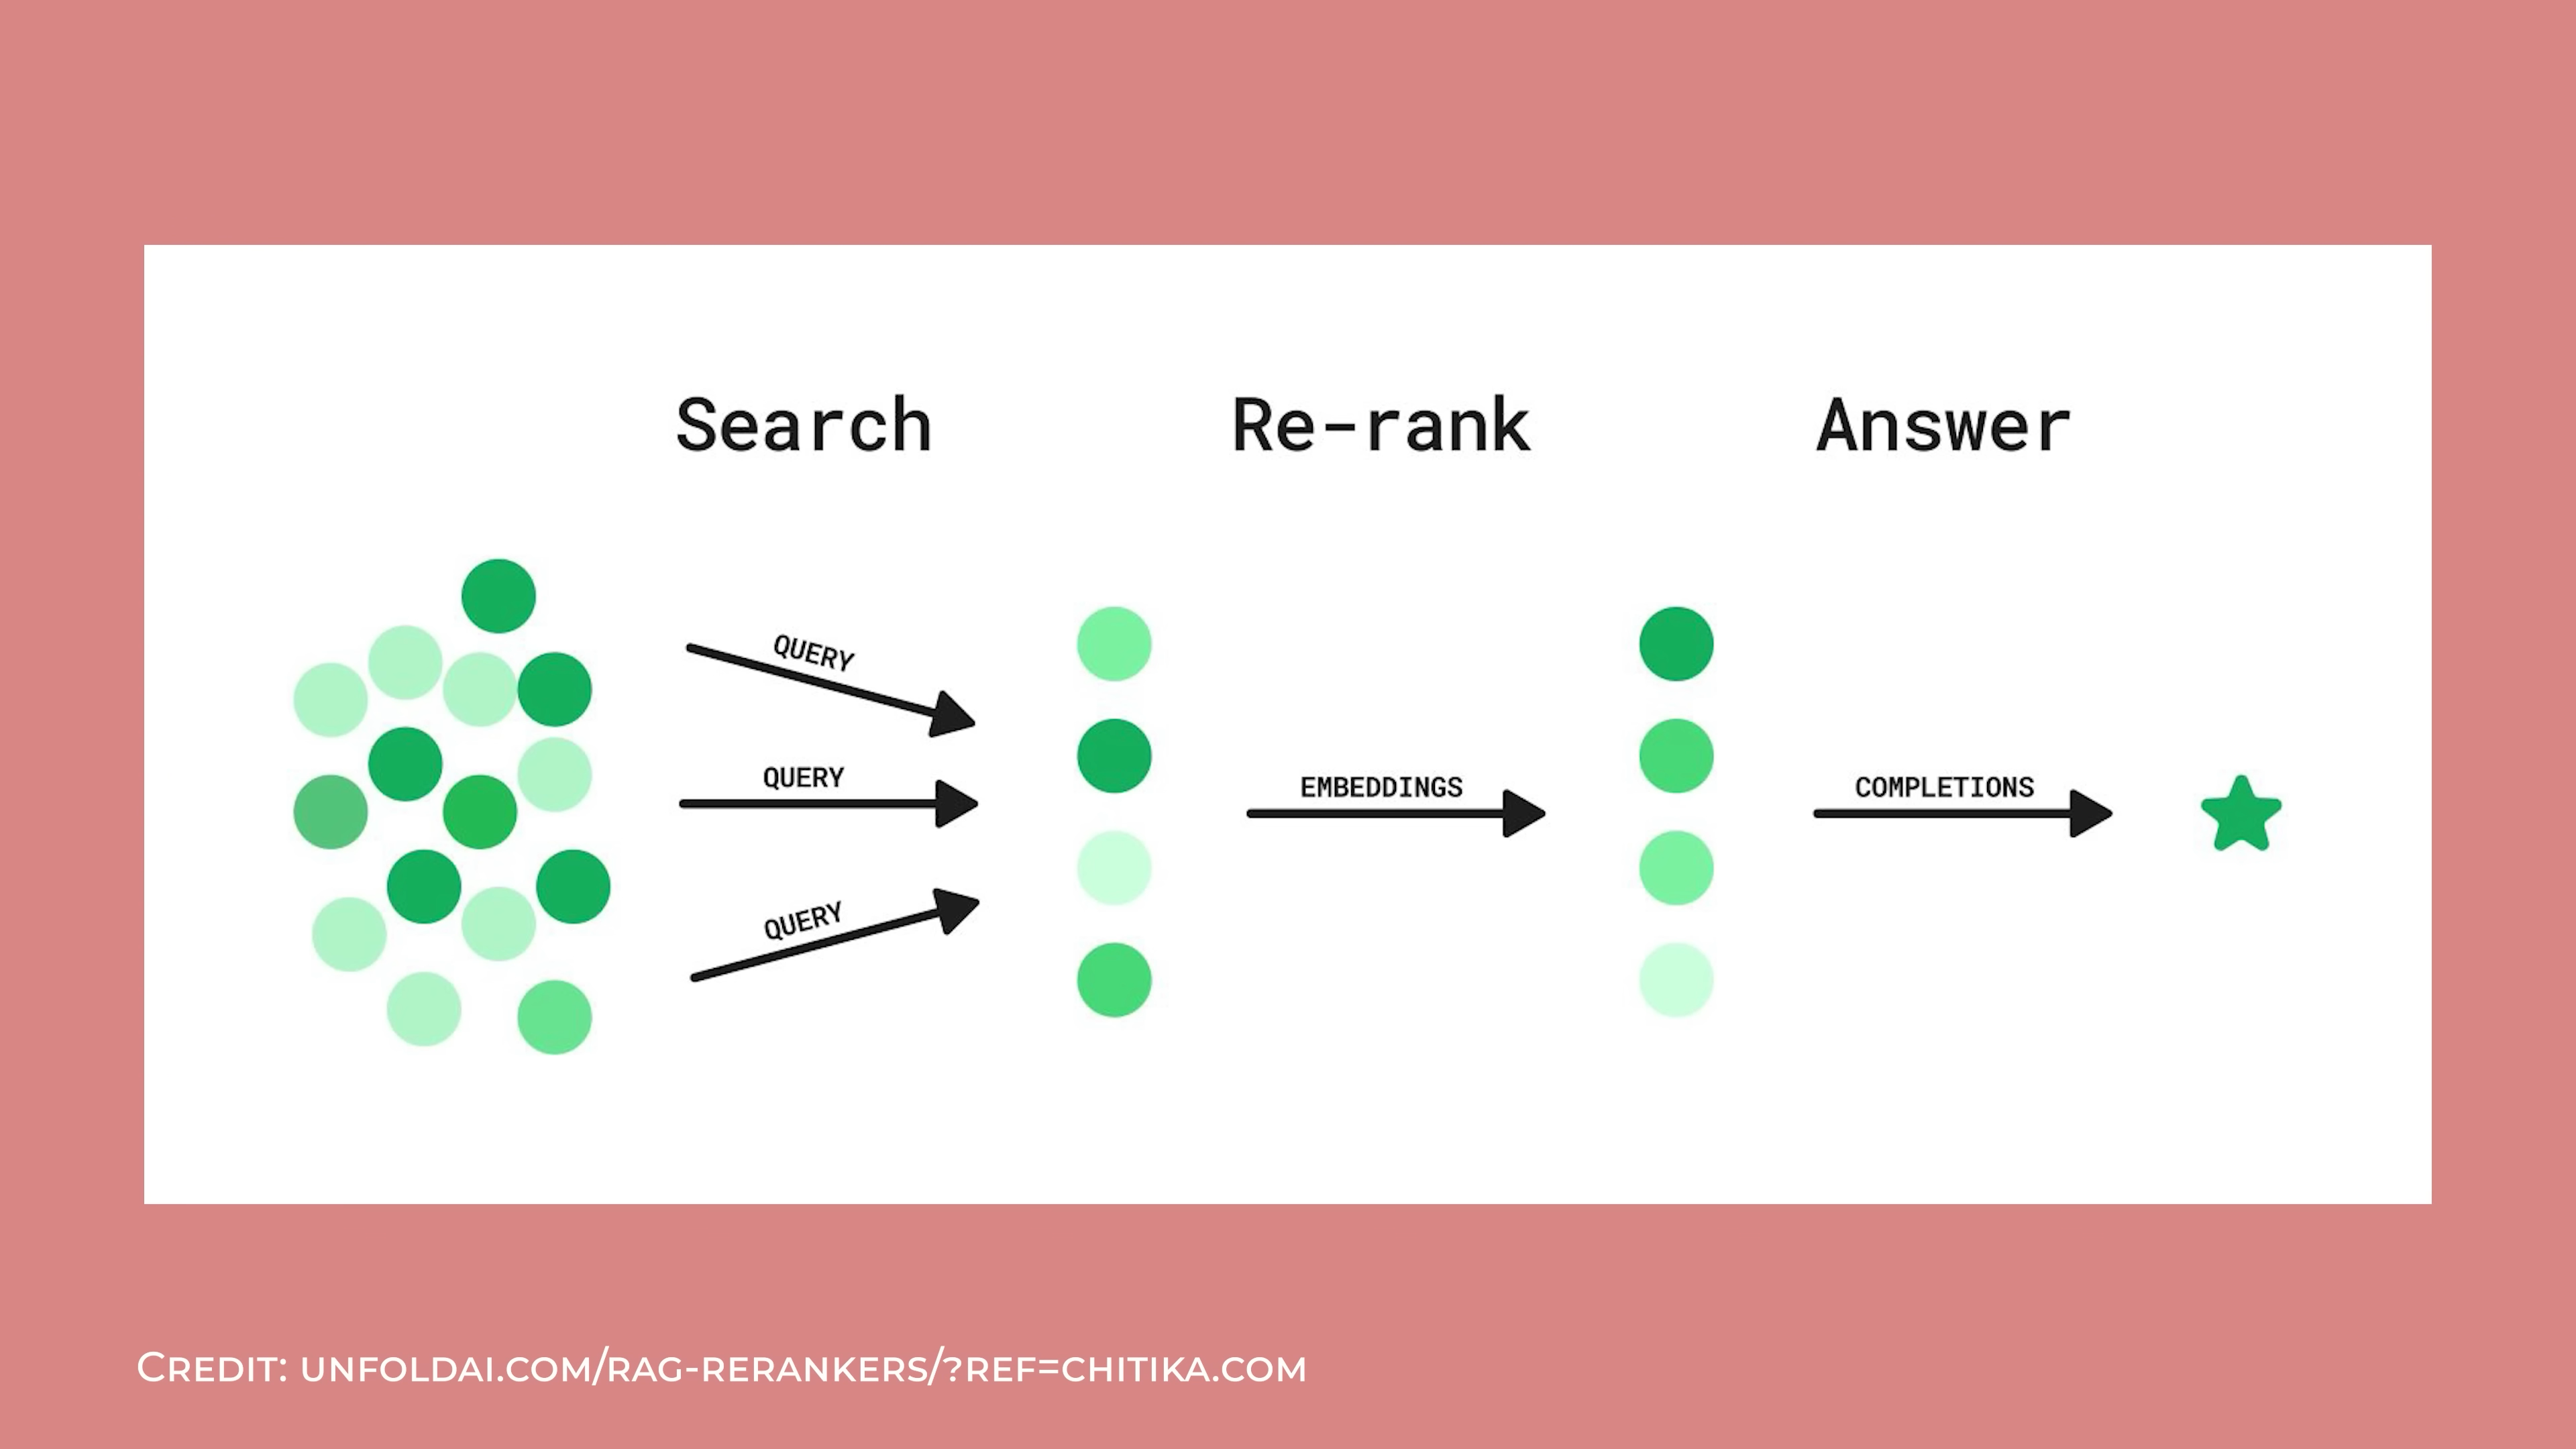 Search
Re-rank
Answer
QUERY
QUERY
QUERY
EMBEDDINGS
COMPLETIONS
Credit: unfoldai.com/rag-rerankers/?ref=chitika.com